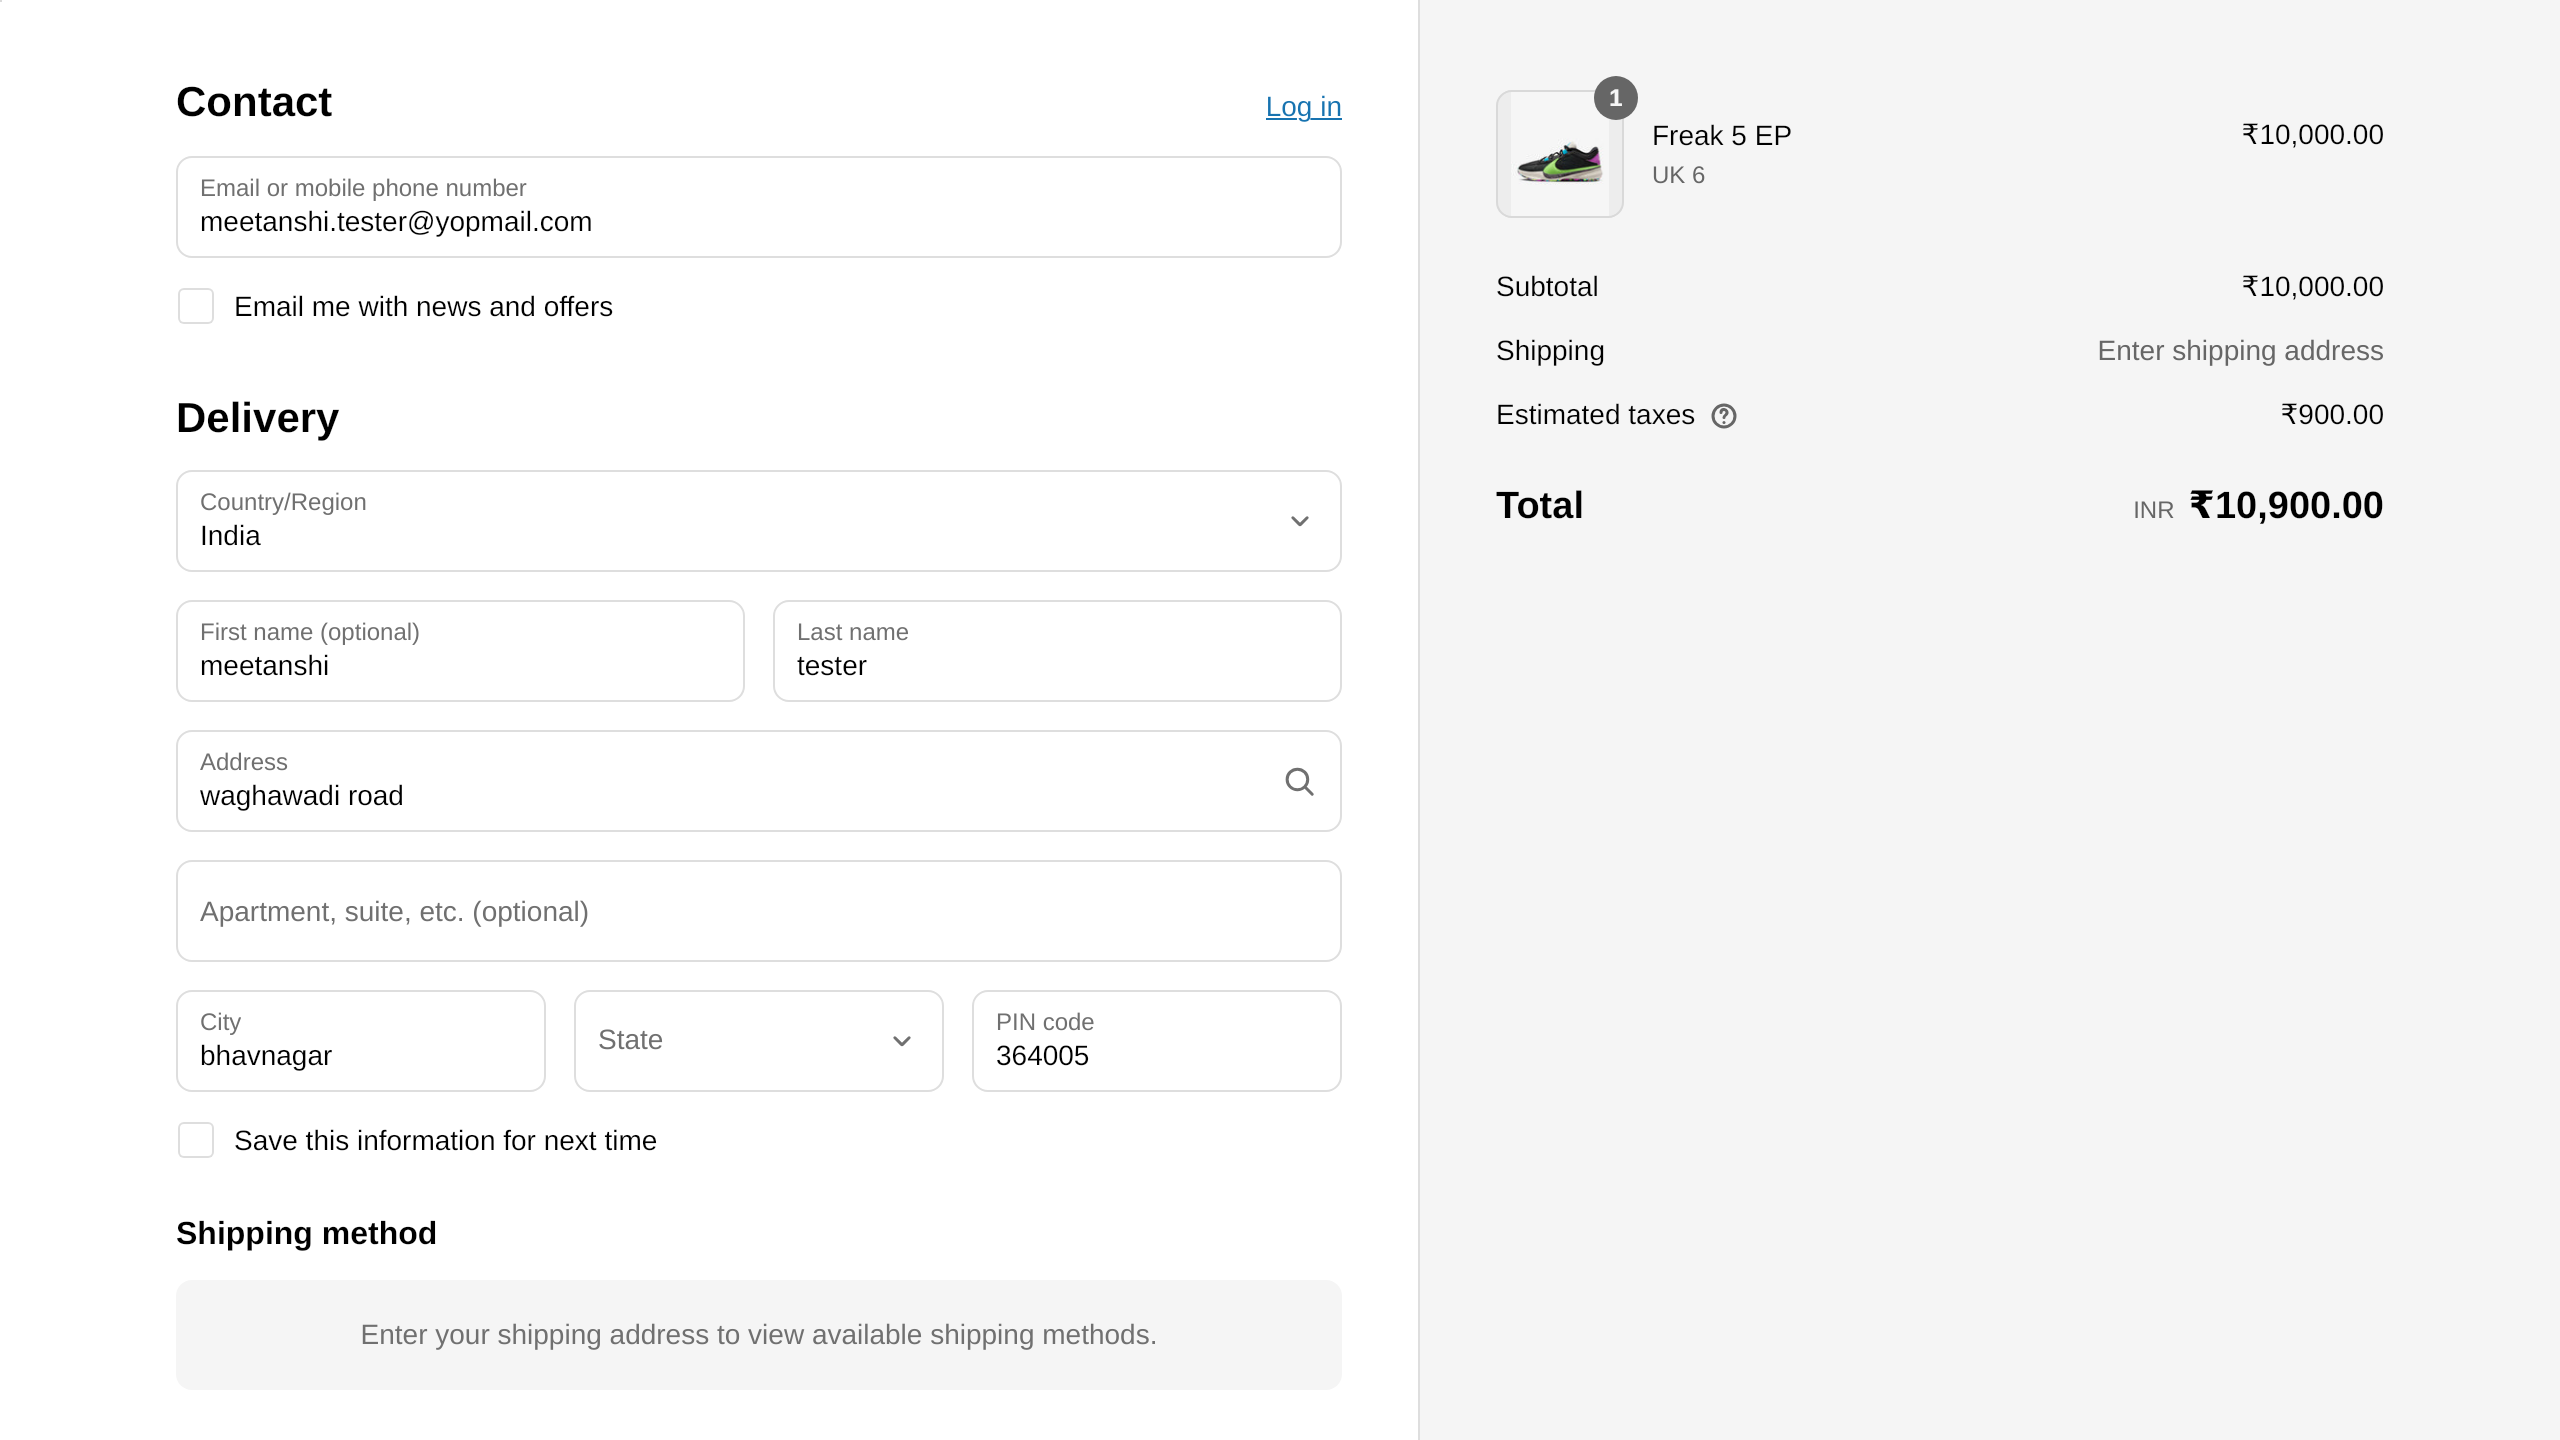 Contact
Log in
Email or mobile phone number
meetanshi.tester@yopmail.com
Email me with news and offers
Delivery
Country/Region
India
First name (optional)
meetanshi
Last name
tester
Address
waghawadi road
Apartment, suite, etc. (optional)
City
bhavnagar
State
PIN code
364005
Save this information for next time
Shipping method
Enter your shipping address to view available shipping methods.
1
Freak 5 EP
₹10,000.00
UK 6
Subtotal
₹10,000.00
Shipping
Enter shipping address
Estimated taxes
₹900.00
Total
INR ₹10,900.00